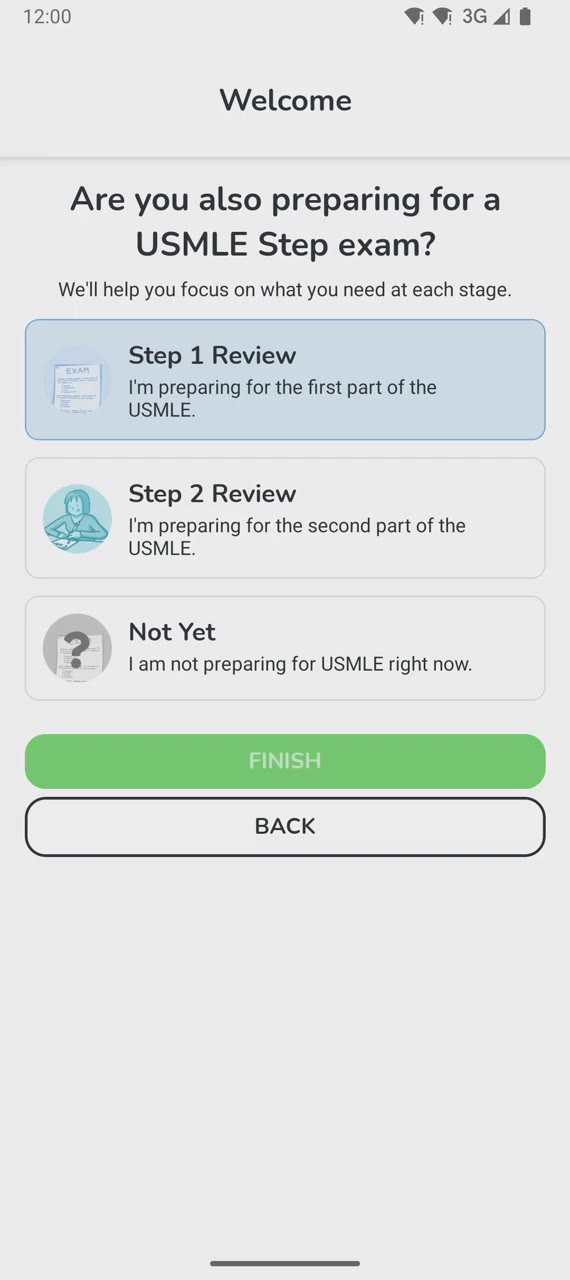 12:00
3G
Welcome
Are you also preparing for a
USMLE Step exam?
We'll help you focus on what you need at each stage.
EXAM
Step 1 Review
I'm preparing for the first part of the
USMLE.
Step 2 Review
I'm preparing for the second part of the
USMLE.
?
Not Yet
I am not preparing for USMLE right now.
FINISH
BACK